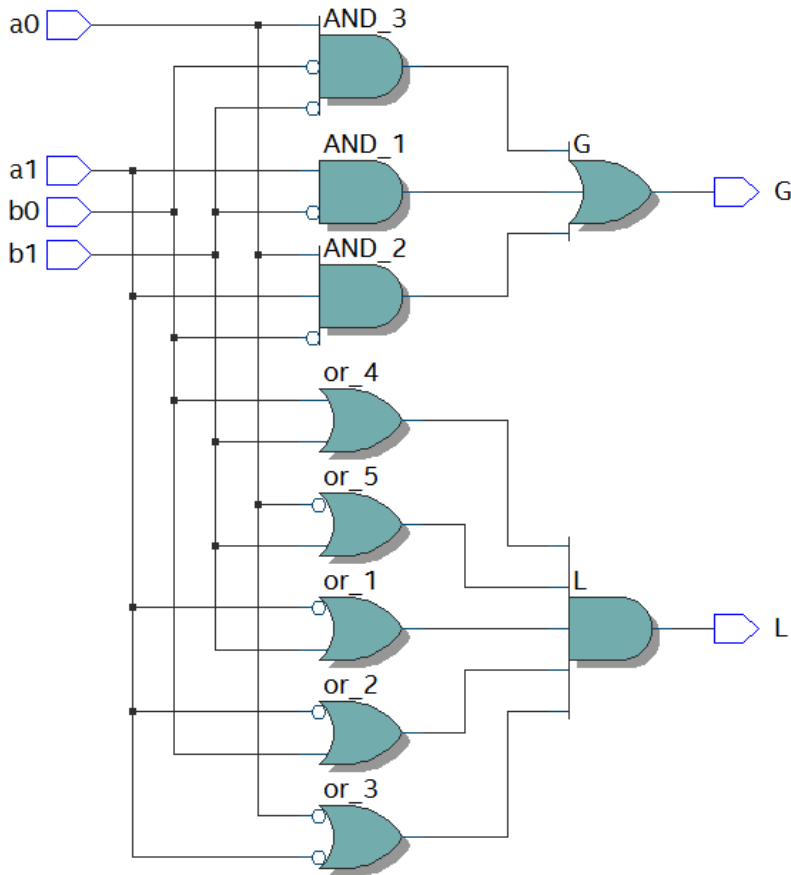 a0
AND_3
AND_1
G
a1
b0
G
b1
AND_2
or_4
or_5
L
or_1
L
or_2
or_3